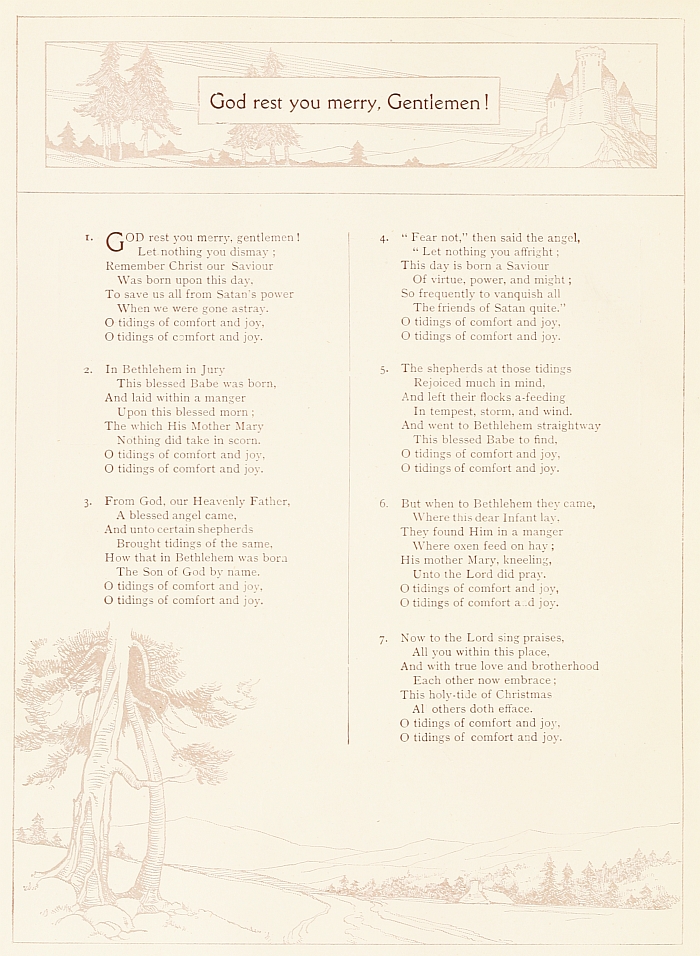 God rest you merry, Gentlemen!
1. GOD rest you merry, gentlemen!
Let nothing you dismay;
Remember Christ our Saviour
Was born upon this day,
To save us all from Satan's power
When we were gone astray.
O tidings of comfort and joy,
O tidings of comfort and joy.
2. In Bethlehem in Jury
This blessed Babe was born,
And laid within a manger
Upon this blessed morn;
The which His Mother Mary
Nothing did take in scorn.
O tidings of comfort and joy,
O tidings of comfort and joy.
3. From God, our Heavenly Father,
A blessed angel came,
And unto certain shepherds
Brought tidings of the same,
How that in Bethlehem was born
The Son of God by name.
O tidings of comfort and joy,
O tidings of comfort and joy.
4. “ Fear not,” then said the angel,
“ Let nothing you affright;
This day is born a Saviour
Of virtue, power, and might;
So frequently to vanquish all
The friends of Satan quite.”
O tidings of comfort and joy,
O tidings of comfort and joy.
5. The shepherds at those tidings
Rejoiced much in mind,
And left their flocks a-feeding
In tempest, storm, and wind.
And went to Bethlehem straightway
This blessed Babe to find,
O tidings of comfort and joy,
O tidings of comfort and joy.
6. But when to Bethlehem they came,
Where this dear Infant lay,
They found Him in a manger
Where oxen feed on hay;
His mother Mary, kneeling,
Unto the Lord did pray.
O tidings of comfort and joy,
O tidings of comfort and joy.
7. Now to the Lord sing praises,
All you within this place,
And with true love and brotherhood
Each other now embrace;
This holy-tide of Christmas
Al others doth efface.
O tidings of comfort and joy,
O tidings of comfort and joy.